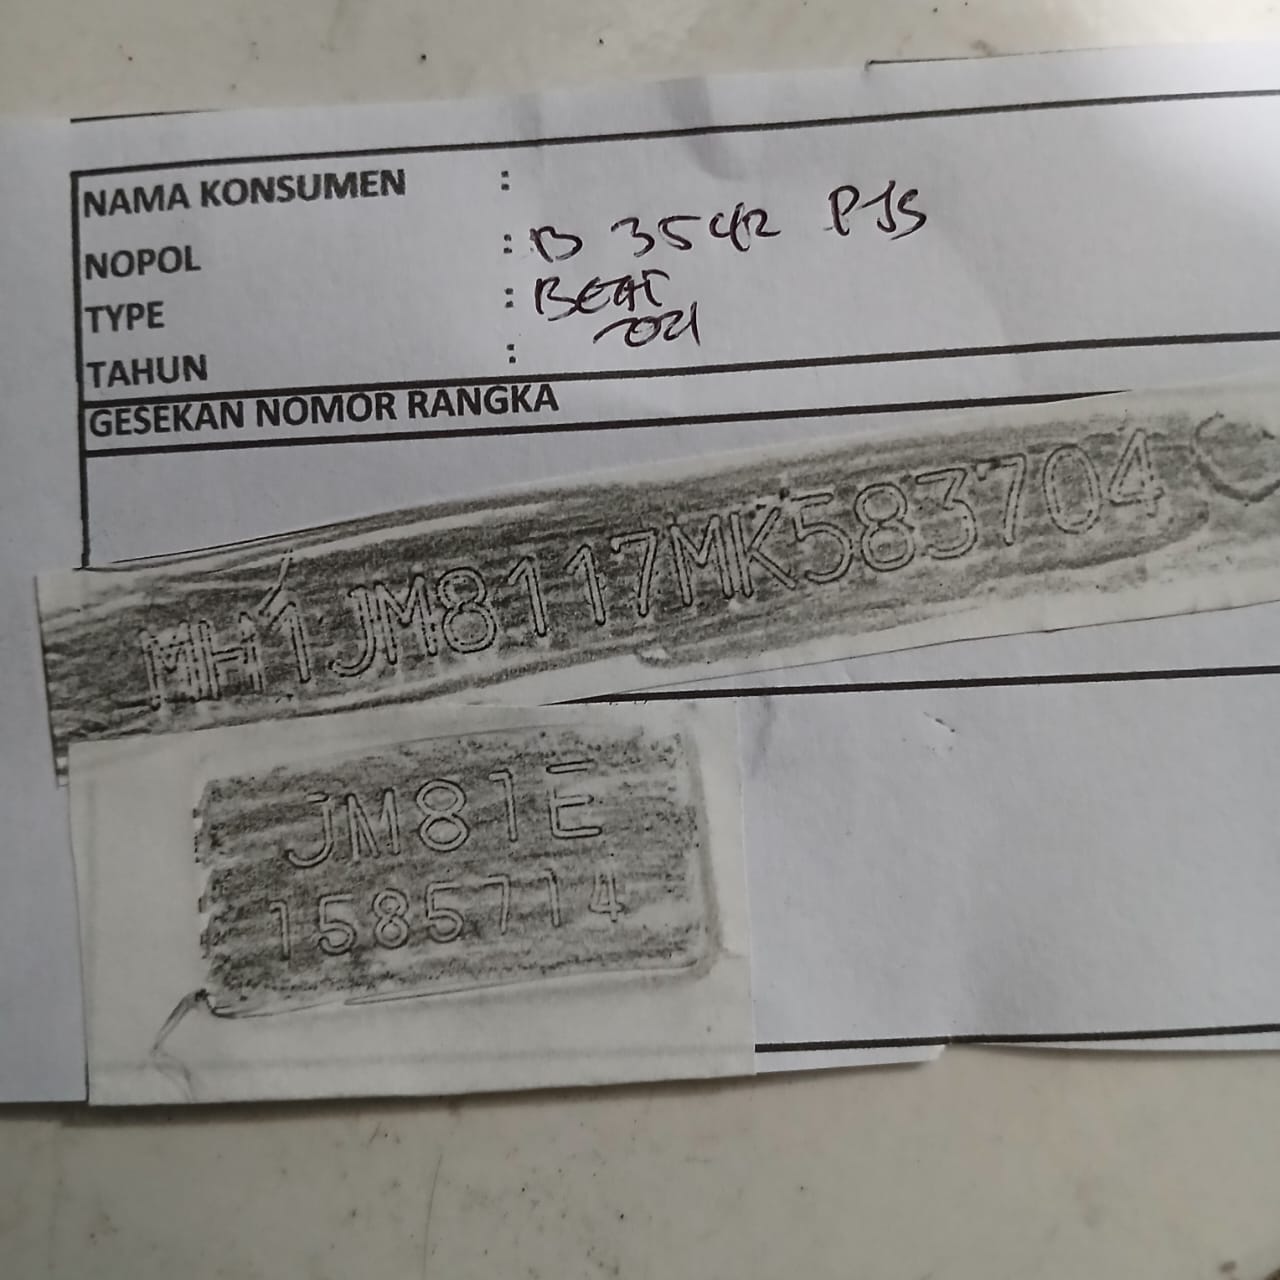 NAMA KONSUMEN :
NOPOL : B 3542 PJS
TYPE : BEAT
TAHUN : 2021
GESEKAN NOMOR RANGKA
MH1JM8117MK583704
JM81E
1585714